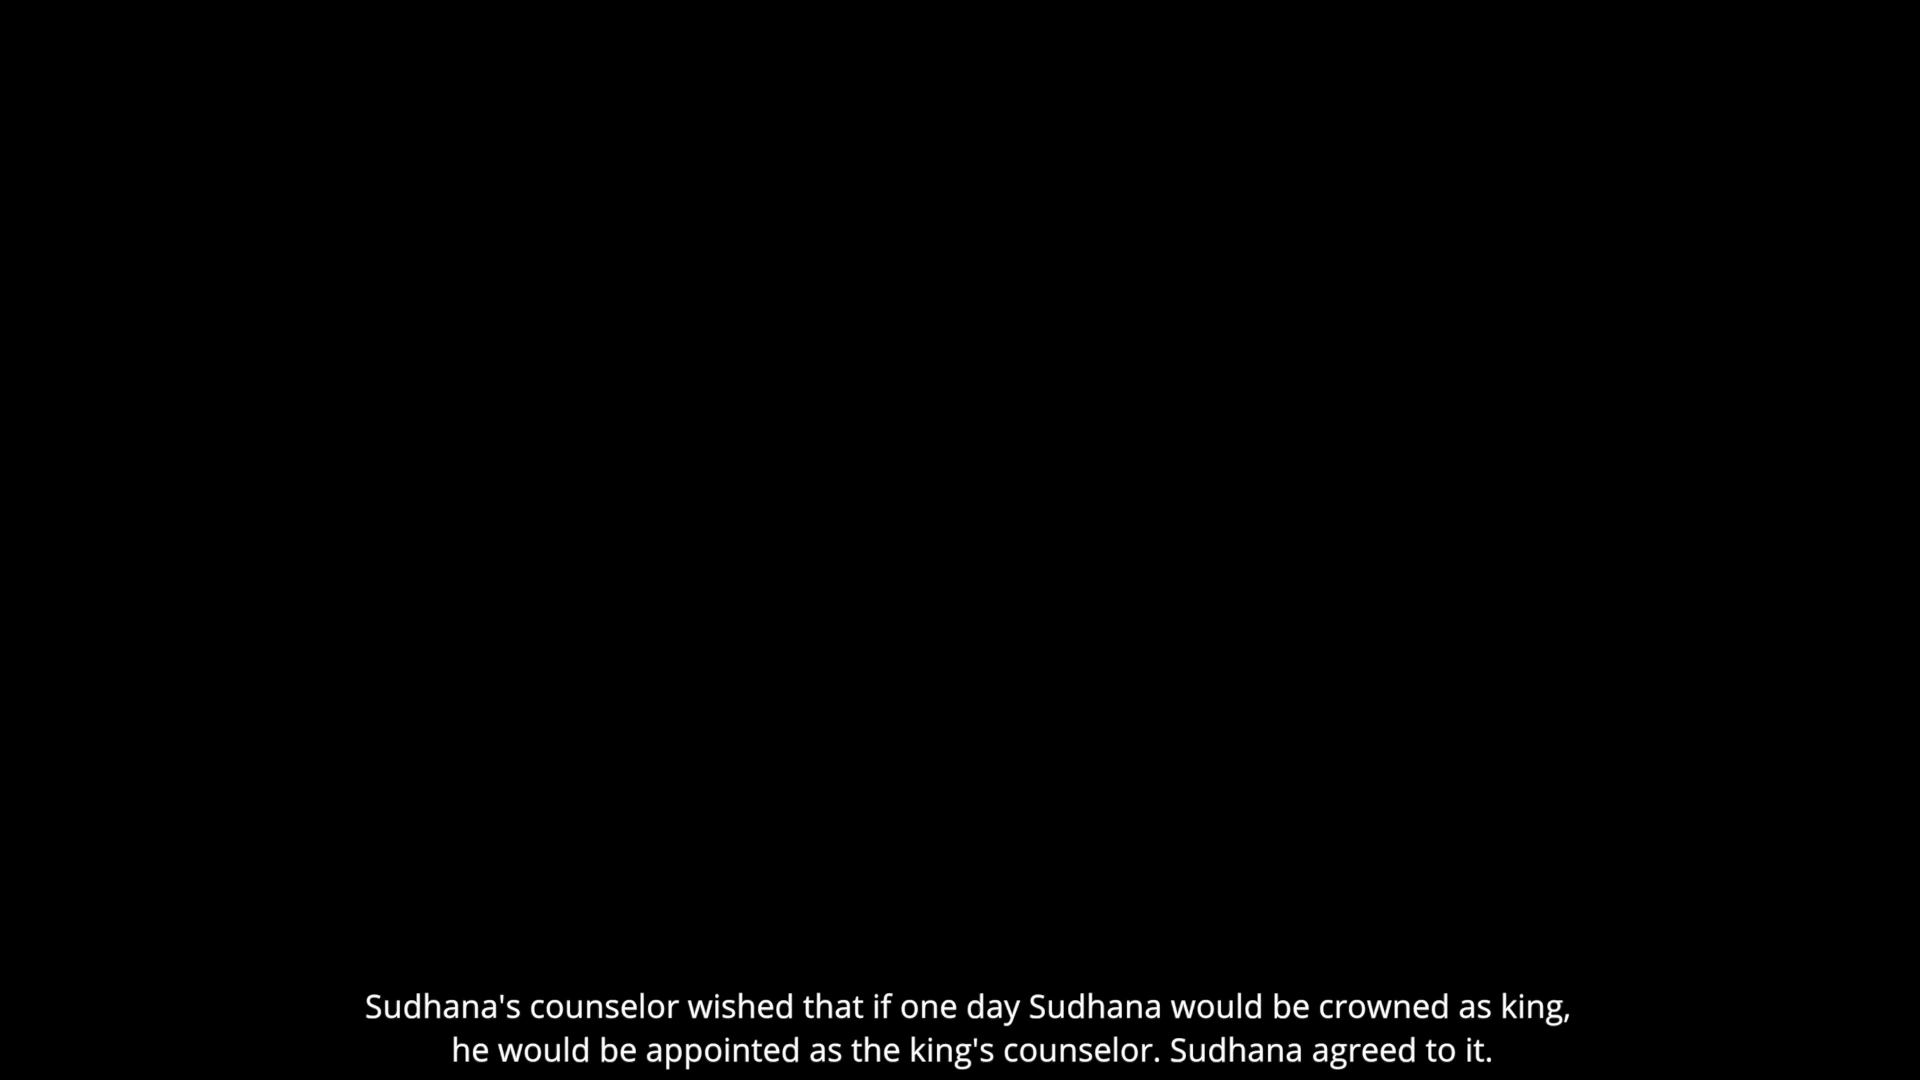 Sudhana's counselor wished that if one day Sudhana would be crowned as king,
he would be appointed as the king's counselor. Sudhana agreed to it.